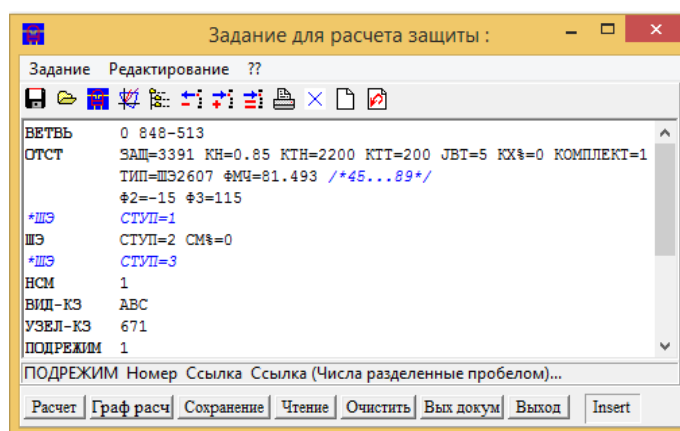 Задание для расчета защиты :
Задание Редактирование ??
ВЕТВЬ 0 848-513
ОТСТ ЗАЩ=3391 КН=0.85 КТН=2200 КТТ=200 JВТ=5 КХ%=0 КОМПЛЕКТ=1
ТИП=ШЭ2607 ФМЧ=81.493 /*45...89*/
Ф2=-15 Ф3=115
*ШЭ СТУП=1
ШЭ СТУП=2 СМ%=0
*ШЭ СТУП=3
НСМ 1
ВИД-КЗ АВС
УЗЕЛ-КЗ 671
ПОДРЕЖИМ 1
ПОДРЕЖИМ Номер Ссылка Ссылка (Числа разделенные пробелом)...
Расчет Граф расч Сохранение Чтение Очистить Вых докум Выход Insert